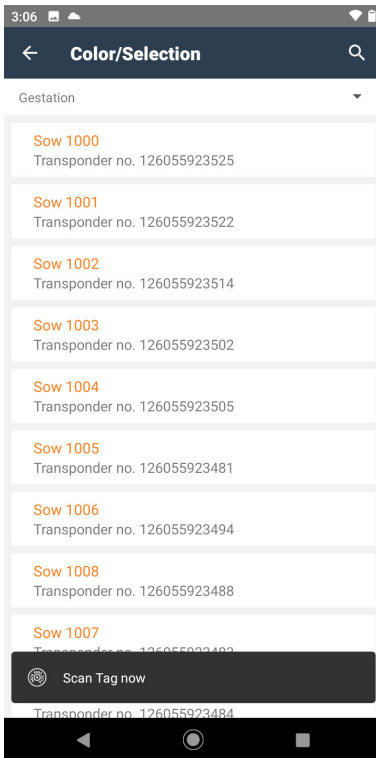 3:06
Color/Selection
Gestation
Sow 1000
Transponder no. 126055923525
Sow 1001
Transponder no. 126055923522
Sow 1002
Transponder no. 126055923514
Sow 1003
Transponder no. 126055923502
Sow 1004
Transponder no. 126055923505
Sow 1005
Transponder no. 126055923481
Sow 1006
Transponder no. 126055923494
Sow 1008
Transponder no. 126055923488
Sow 1007
Transponder no.
Scan Tag now
Transponder no. 126055923484